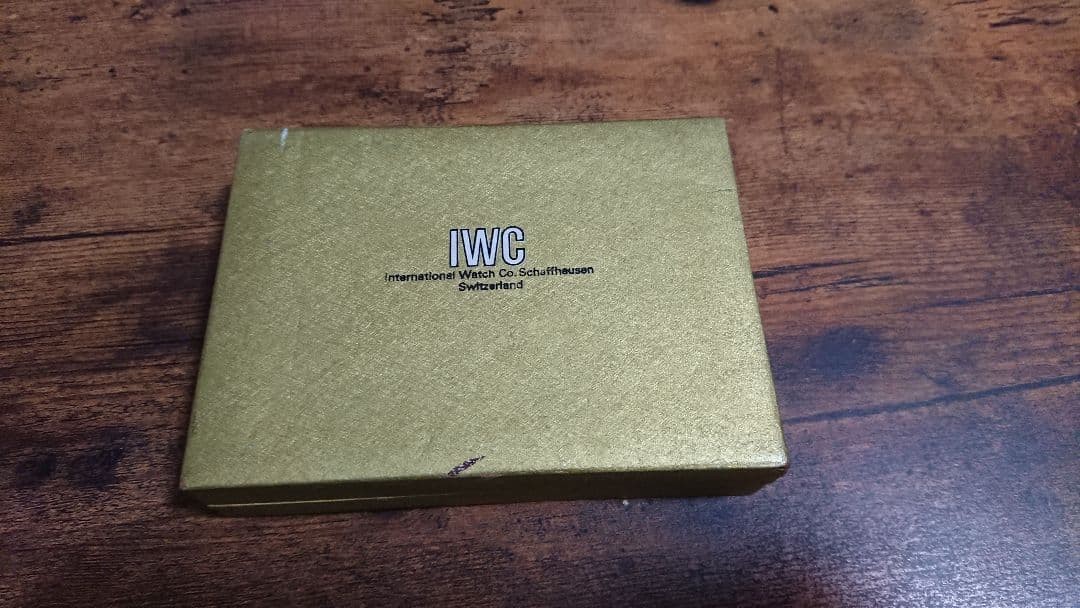 IWC
International Watch Co. Schaffhausen
Switzerland